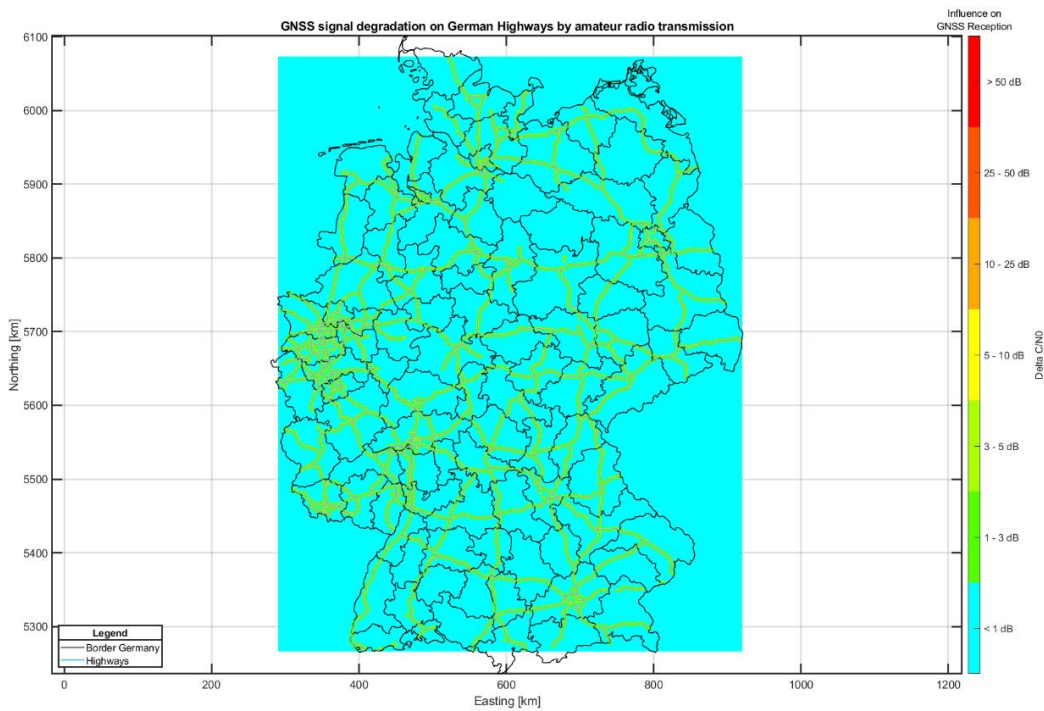 GNSS signal degradation on German Highways by amateur radio transmission
Influence on
GNSS Reception
6100
6000
5900
5800
5700
5600
5500
5400
5300
Northing [km]
0
200
400
600
800
1000
1200
Easting [km]
Legend
Border Germany
Highways
> 50 dB
25 - 50 dB
10 - 25 dB
5 - 10 dB
3 - 5 dB
1 - 3 dB
< 1 dB
Delta C/N0